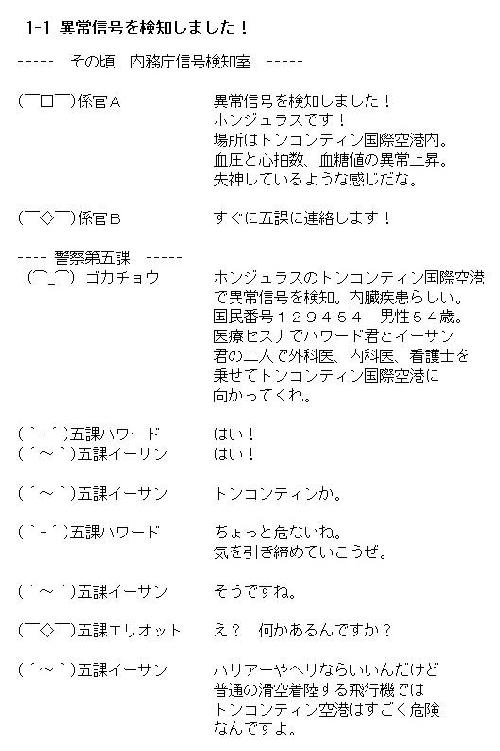 1-1 異常信号を検知しました！
----- その頃 内務庁信号検知室 -----
(￣□￣)係官Ａ 異常信号を検知しました！
ホンジュラスです！
場所はトンコンティン国際空港内。
血圧と心拍数、血糖値の異常上昇。
失神しているような感じだな。
(￣◇￣)係官Ｂ すぐに五課に連絡します！
---- 警察第五課 -----
(⌒_⌒) ゴカチョウ ホンジュラスのトンコンティン国際空港
で異常信号を検知。内臓疾患らしい。
国民番号１２９４６４ 男性５４歳。
医療ヒスノでハワード君とイーサン
君の二人で外科医、内科医、看護士を
乗せてトンコンティン国際空港に
向かってくれ。
(｀-´)五課ハワード はい！
(´～｀)五課イーリン はい！
(´～｀)五課イーサン トンコンティンか。
(｀-´)五課ハワード ちょっと危ないね。
気を引き締めていこうぜ。
(´～｀)五課イーサン そうですね。
(￣◇￣)五課エリオット え？ 何かあるんですか？
(´～｀)五課イーサン ハリアーやヘリならいいんだけど
普通の滑空着陸する飛行機では
トンコンティン空港はすごく危険
なんですよ。